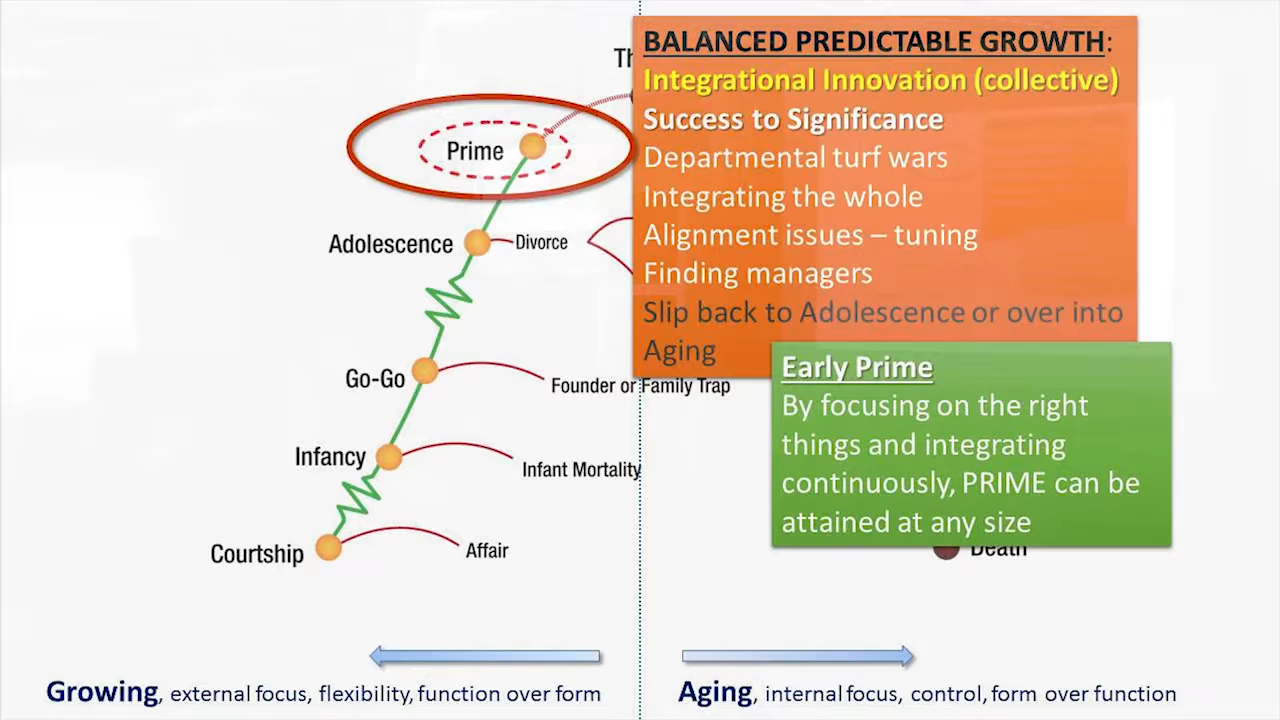 Th
BALANCED PREDICTABLE GROWTH:
Integrational Innovation (collective)
Success to Significance
Departmental turf wars
Integrating the whole
Alignment issues – tuning
Finding managers
Slip back to Adolescence or over into
Aging
Early Prime
By focusing on the right
things and integrating
continuously, PRIME can be
attained at any size
Prime
Adolescence
Divorce
Go-Go
Founder or Family Trap
Infancy
Infant Mortality
Courtship
Affair
Death
Growing, external focus, flexibility, function over form
Aging, internal focus, control, form over function